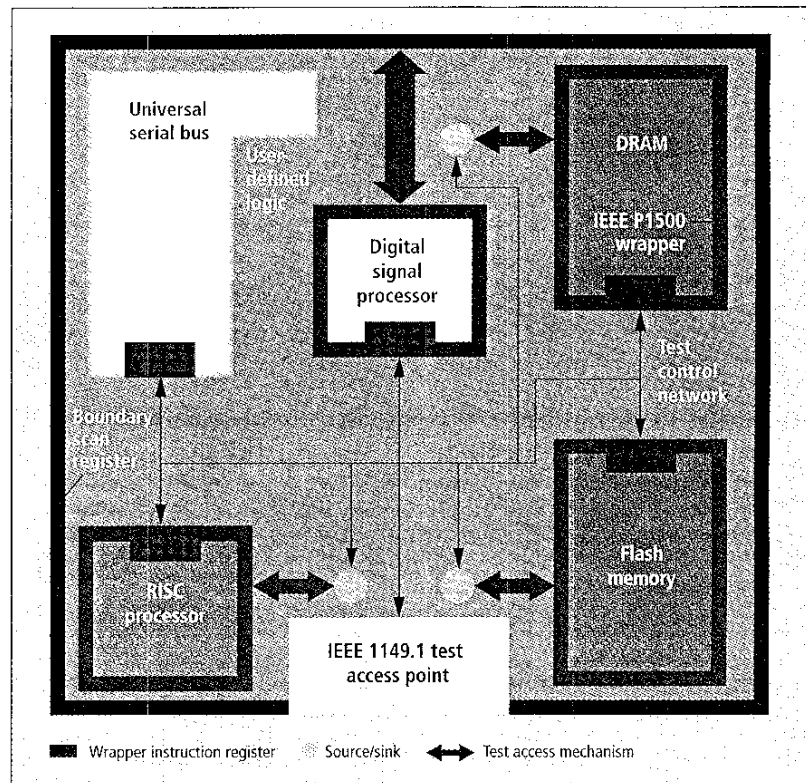 Universal
serial bus
User-
defined
logic
DRAM
IEEE P1500
wrapper
Digital
signal
processor
Test
control
network
Boundary
scan
register
RISC
processor
Flash
memory
IEEE 1149.1 test
access point
Wrapper instruction register
Source/sink
Test access mechanism